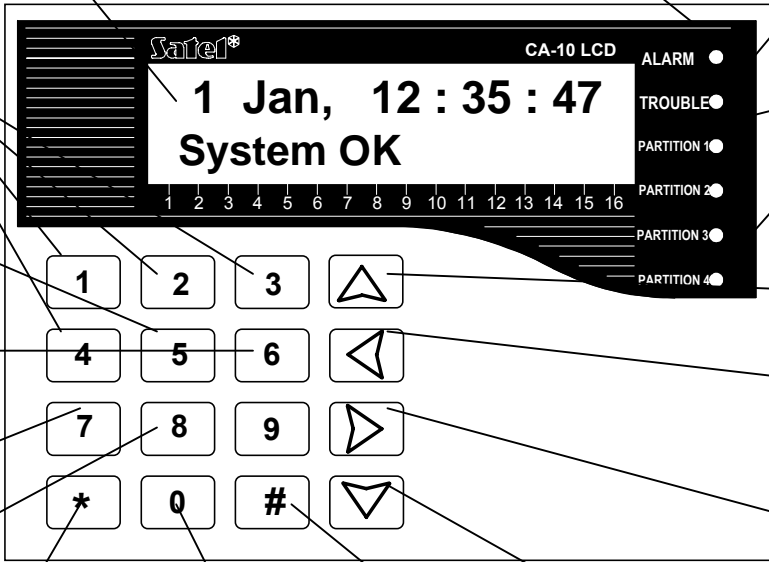 Satel CA-10 LCD
1 Jan, 12 : 35 : 47
System OK
1 2 3 4 5 6 7 8 9 10 11 12 13 14 15 16
ALARM
TROUBLE
PARTITION 1
PARTITION 2
PARTITION 3
PARTITION 4
1 2 3
4 5 6
7 8 9
* 0 #